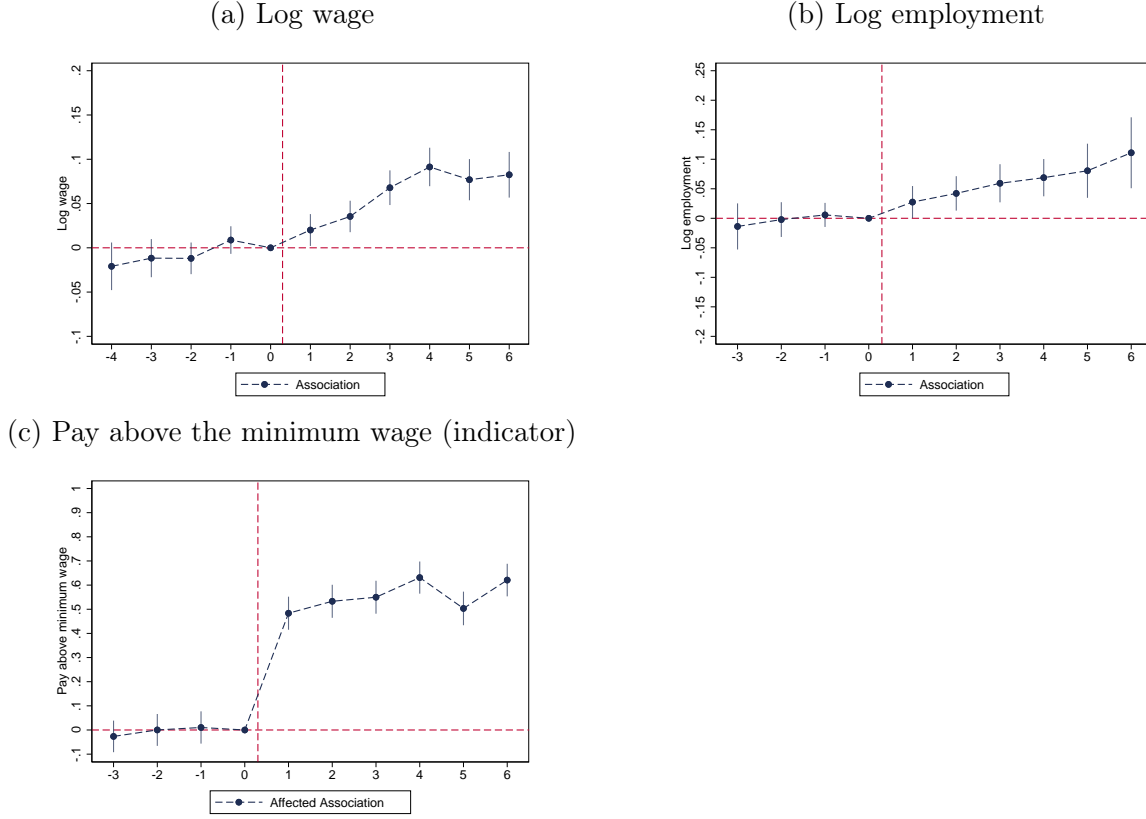 (a) Log wage
(b) Log employment
Log wage
.2
.15
.1
.05
0
-.05
-.1
-4 -3 -2 -1 0 1 2 3 4 5 6
Association
Log employment
.25
.2
.15
.1
.05
0
-.05
-.1
-.15
-.2
-3 -2 -1 0 1 2 3 4 5 6
Association
(c) Pay above the minimum wage (indicator)
Pay above minimum wage
1
.9
.8
.7
.6
.5
.4
.3
.2
.1
0
-.1
-3 -2 -1 0 1 2 3 4 5 6
Affected Association